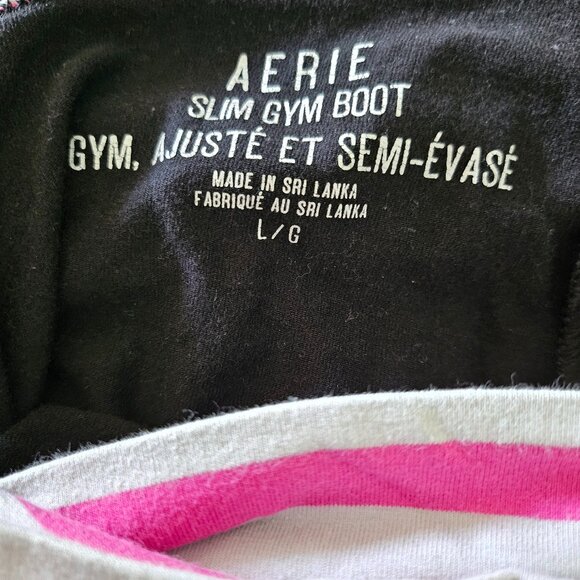 AERIE
SLIM GYM BOOT
GYM, AJUSTÉ ET SEMI-ÉVASÉ
MADE IN SRI LANKA
FABRIQUÉ AU SRI LANKA
L/G